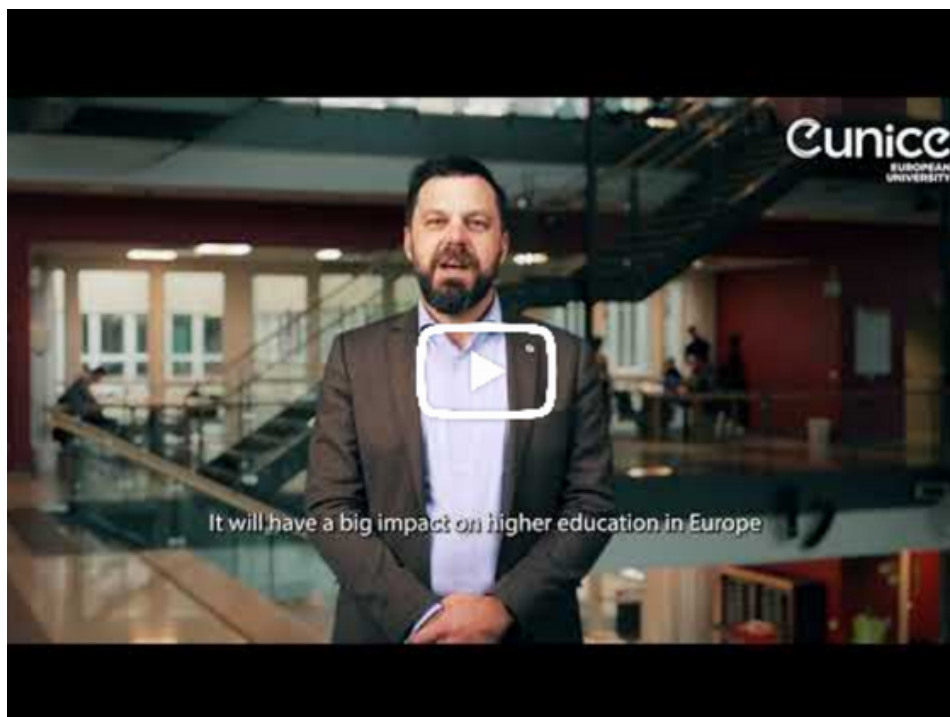 eunice
EUROPEAN
UNIVERSITY
It will have a big impact on higher education in Europe